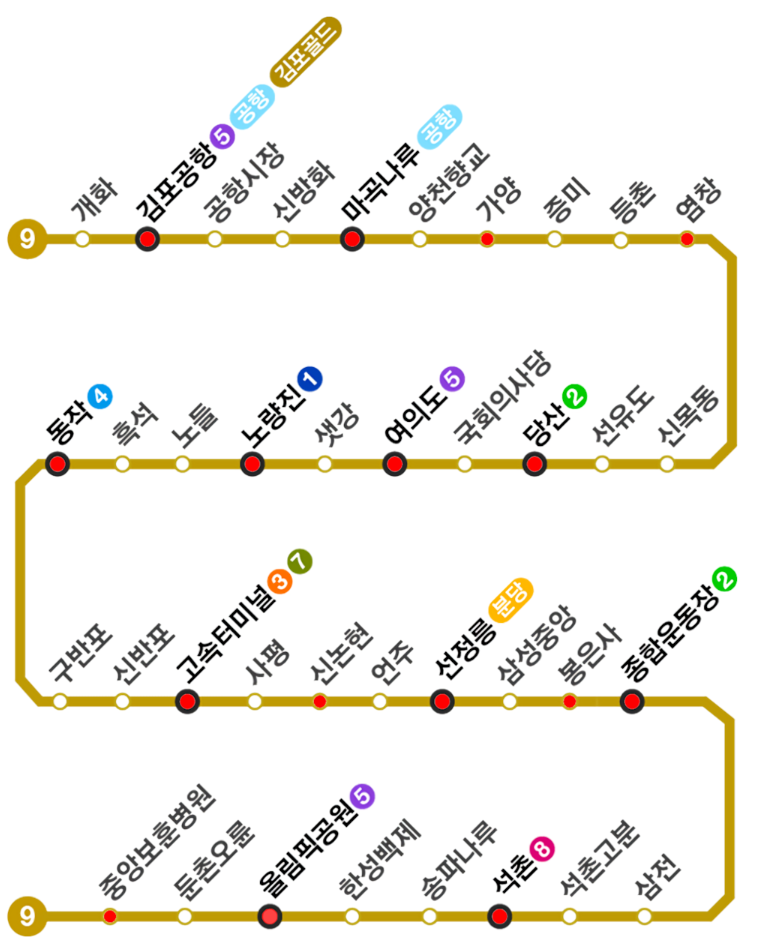 9
개화
김포공항 5 공항 김포골드
공항시장
신방화
마곡나루 공항
양천향교
가양
증미
등촌
염창
동작 4
흑석
노들
노량진 1
샛강
여의도 5
국회의사당
당산 2
선유도
신목동
구반포
신반포
고속터미널 3 7
사평
신논현
언주
선정릉 분당
삼성중앙
봉은사
종합운동장 2
9
중앙보훈병원
둔촌오륜
올림픽공원 5
한성백제
송파나루
석촌 8
석촌고분
삼전